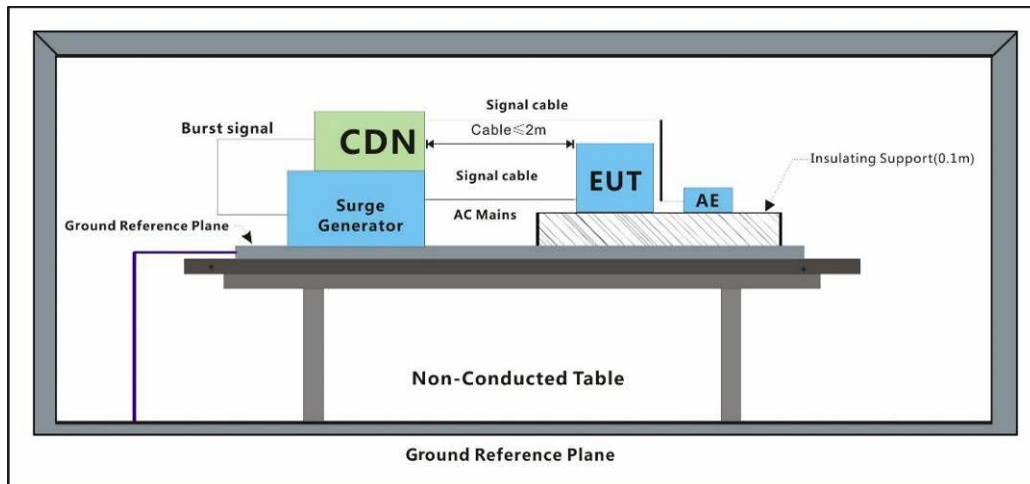 Signal cable
Burst signal
CDN
Cable≤2m
Insulating Support(0.1m)
EUT
Signal cable
AE
Surge
Generator
AC Mains
Ground Reference Plane
Non-Conducted Table
Ground Reference Plane